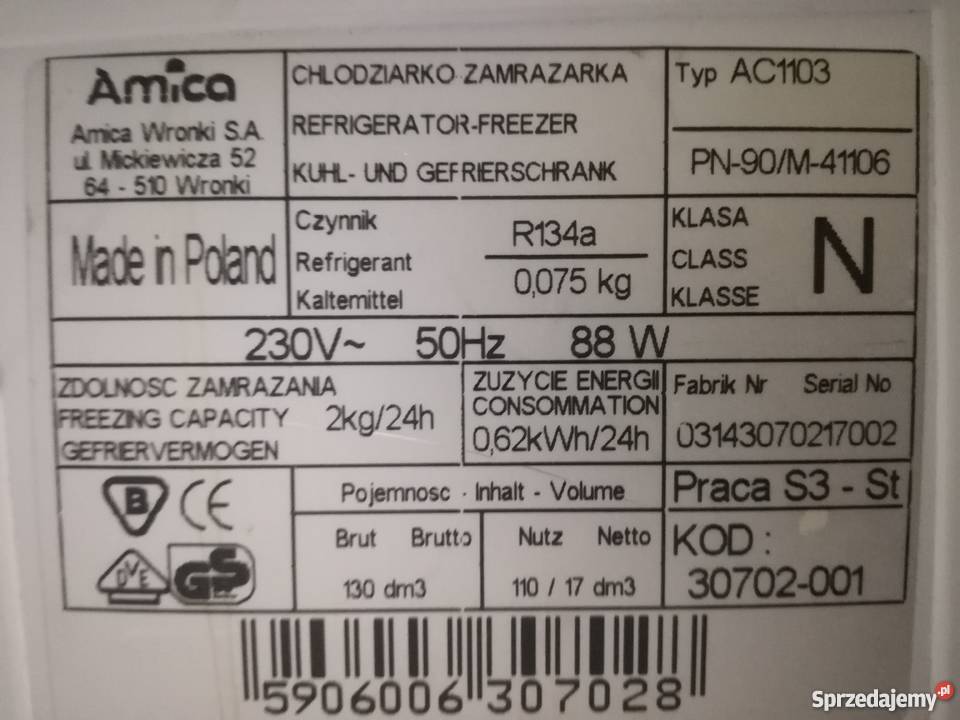 Amica
Amica Wronki S.A.
ul. Mickiewicza 52
64 - 510 Wronki
CHLODZIARKO-ZAMRAZARKA
REFRIGERATOR-FREEZER
KUHL- UND GEFRIERSCHRANK
Typ AC1103
PN-90/M-41106
Made in Poland
Czynnik
Refrigerant
Kaltemittel
R134a
0,075 kg
KLASA
CLASS
KLASSE
N
230V~ 50Hz 88 W
ZDOLNOSC ZAMRAZANIA
FREEZING CAPACITY
GEFRIERVERMOGEN
2kg/24h
ZUZYCIE ENERGII
CONSOMMATION
0,62kWh/24h
Fabrik Nr Serial No
03143070217002
B CE
DVE GS
Pojemnosc - Inhalt - Volume
Brut Brutto
130 dm3
Nutz Netto
110 / 17 dm3
Praca S3 - St
KOD :
30702-001
5906006 307028
Sprzedajemy.pl